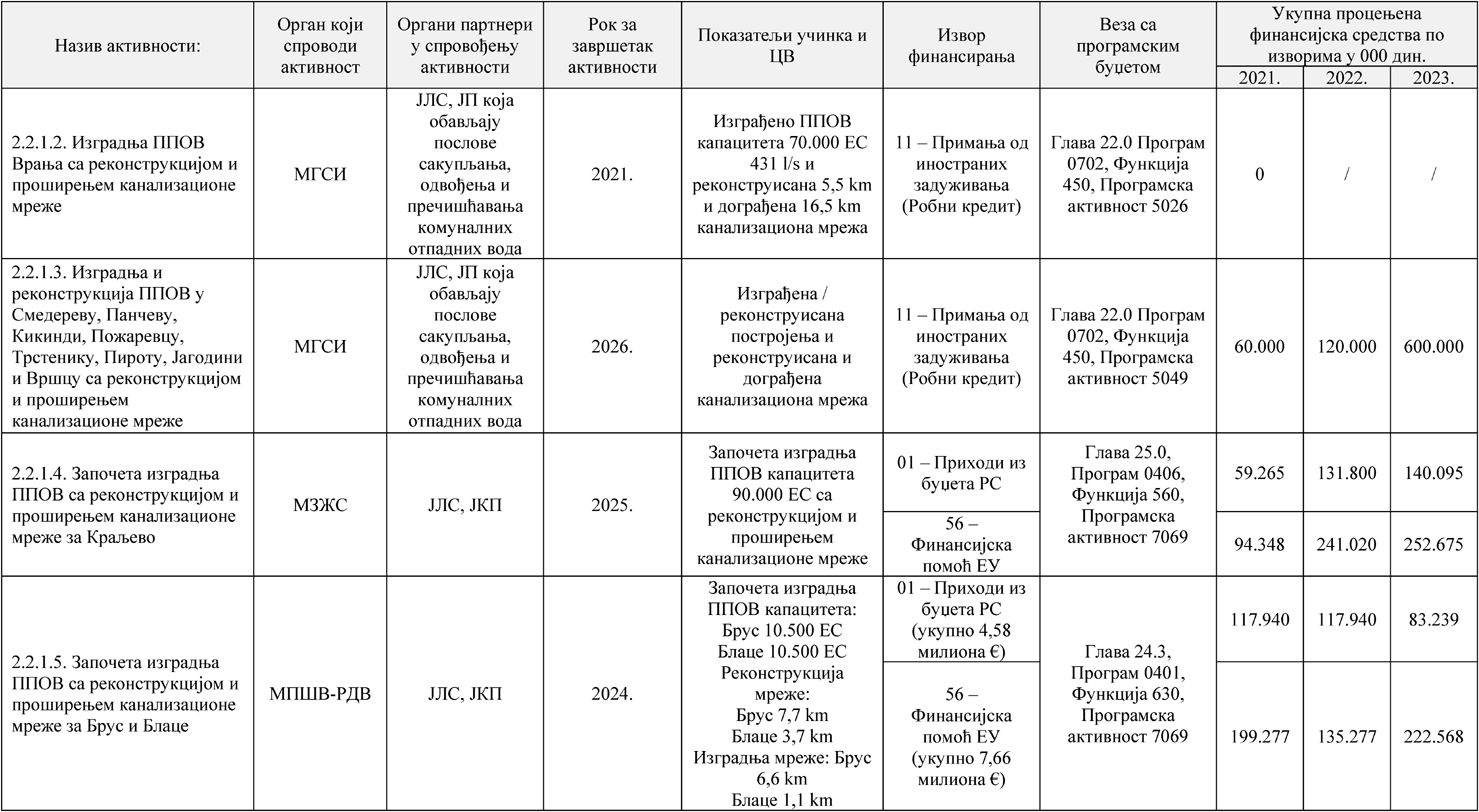 Назив активности:
Орган који
спроводи
активност
Органи партнери
у спровођењу
активности
Рок за
завршетак
активности
Показатељи учинка и
ЦВ
Извор
финансирања
Веза са
програмским
буџетом
Укупна процењена
финансијска средства по
изворима у 000 дин.
2021.
2022.
2023.
2.2.1.2. Изградња ППОВ
Врања са реконструкцијом и
проширењем канализационе
мреже
МГСИ
ЈЛС, ЈП која
обављају
послове
сакупљања,
одвођења и
пречишћавања
комуналних
отпадних вода
2021.
Изграђено ППОВ
капацитета 70.000 ЕС
431 l/s и
реконструисана 5,5 km
и дограђена 16,5 km
канализациона мрежа
11 – Примања од
иностраних
задуживања
(Робни кредит)
Глава 22.0 Програм
0702, Функција
450, Програмска
активност 5026
0
/
/
2.2.1.3. Изградња и
реконструкција ППОВ у
Смедереву, Панчеву,
Кикинди, Пожаревцу,
Трстенику, Пироту, Јагодини
и Вршцу са реконструкцијом
и проширењем
канализационе мреже
МГСИ
ЈЛС, ЈП која
обављају
послове
сакупљања,
одвођења и
пречишћавања
комуналних
отпадних вода
2026.
Изграђена /
реконструисана
постројења и
реконструисана и
дограђена
канализациона мрежа
11 – Примања од
иностраних
задуживања
(Робни кредит)
Глава 22.0 Програм
0702, Функција
450, Програмска
активност 5049
60.000
120.000
600.000
2.2.1.4. Започета изградња
ППОВ са реконструкцијом и
проширењем канализационе
мреже за Краљево
МЗЖС
ЈЛС, ЈКП
2025.
Започета изградња
ППОВ капацитета
90.000 ЕС са
реконструкцијом и
проширењем
канализационе мреже
01 – Приходи из
буџета РС
Глава 25.0,
Програм 0406,
Функција 560,
Програмска
активност 7069
59.265
131.800
140.095
56 –
Финансијска
помоћ ЕУ
94.348
241.020
252.675
2.2.1.5. Започета изградња
ППОВ са реконструкцијом и
проширењем канализационе
мреже за Брус и Блаце
МПШВ-РДВ
ЈЛС, ЈКП
2024.
Започета изградња
ППОВ капацитета:
Брус 10.500 ЕС
Блаце 10.500 ЕС
Реконструкција
мреже:
Брус 7,7 km
Блаце 3,7 km
Изградња мреже: Брус
6,6 km
Блаце 1,1 km
01 – Приходи из
буџета РС
(укупно 4,58
милиона €)
Глава 24.3,
Програм 0401,
Функција 630,
Програмска
активност 7069
117.940
117.940
83.239
56 –
Финансијска
помоћ ЕУ
(укупно 7,66
милиона €)
199.277
135.277
222.568